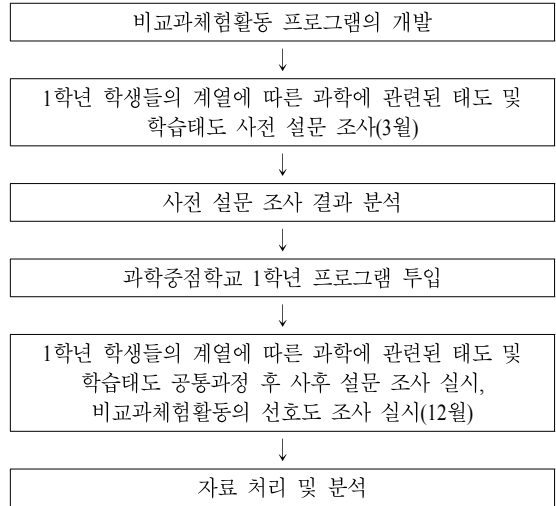 비교과체험활동 프로그램의 개발
↓
1학년 학생들의 계열에 따른 과학에 관련된 태도 및
학습태도 사전 설문 조사(3월)
↓
사전 설문 조사 결과 분석
↓
과학중점학교 1학년 프로그램 투입
↓
1학년 학생들의 계열에 따른 과학에 관련된 태도 및
학습태도 공통과정 후 사후 설문 조사 실시,
비교과체험활동의 선호도 조사 실시(12월)
↓
자료 처리 및 분석